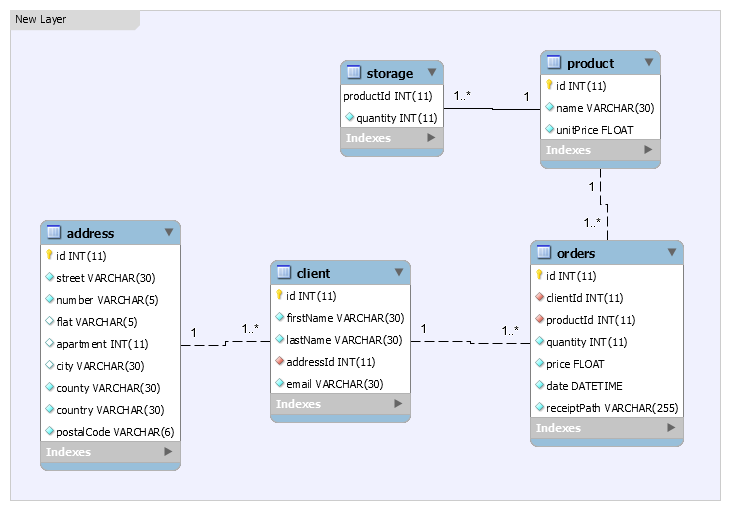 New Layer
storage
productId INT(11)
quantity INT(11)
Indexes
1..*
1
product
id INT(11)
name VARCHAR(30)
unitPrice FLOAT
Indexes
1
1..*
address
id INT(11)
street VARCHAR(30)
number VARCHAR(5)
flat VARCHAR(5)
apartment INT(11)
city VARCHAR(30)
county VARCHAR(30)
country VARCHAR(30)
postalCode VARCHAR(6)
Indexes
1
1..*
client
id INT(11)
firstName VARCHAR(30)
lastName VARCHAR(30)
addressId INT(11)
email VARCHAR(30)
Indexes
1
1..*
orders
id INT(11)
clientId INT(11)
productId INT(11)
quantity INT(11)
price FLOAT
date DATETIME
receiptPath VARCHAR(255)
Indexes